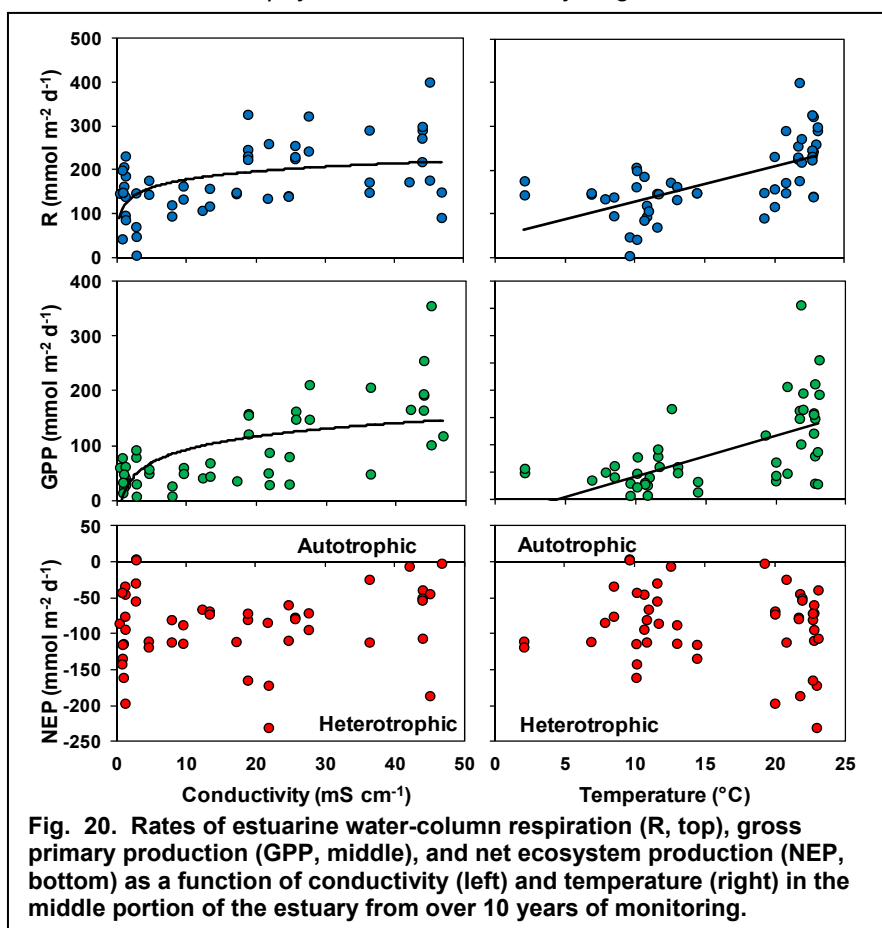 500
400
300
200
100
0
R (mmol m⁻² d⁻¹)
400
300
200
100
0
GPP (mmol m⁻² d⁻¹)
50
0
-50
-100
-150
-200
-250
NEP (mmol m⁻² d⁻¹)
Autotrophic
Heterotrophic
Autotrophic
Heterotrophic
0 10 20 30 40 50
0 5 10 15 20 25
Conductivity (mS cm⁻¹)
Temperature (°C)
Fig. 20. Rates of estuarine water-column respiration (R, top), gross
primary production (GPP, middle), and net ecosystem production (NEP,
bottom) as a function of conductivity (left) and temperature (right) in the
middle portion of the estuary from over 10 years of monitoring.